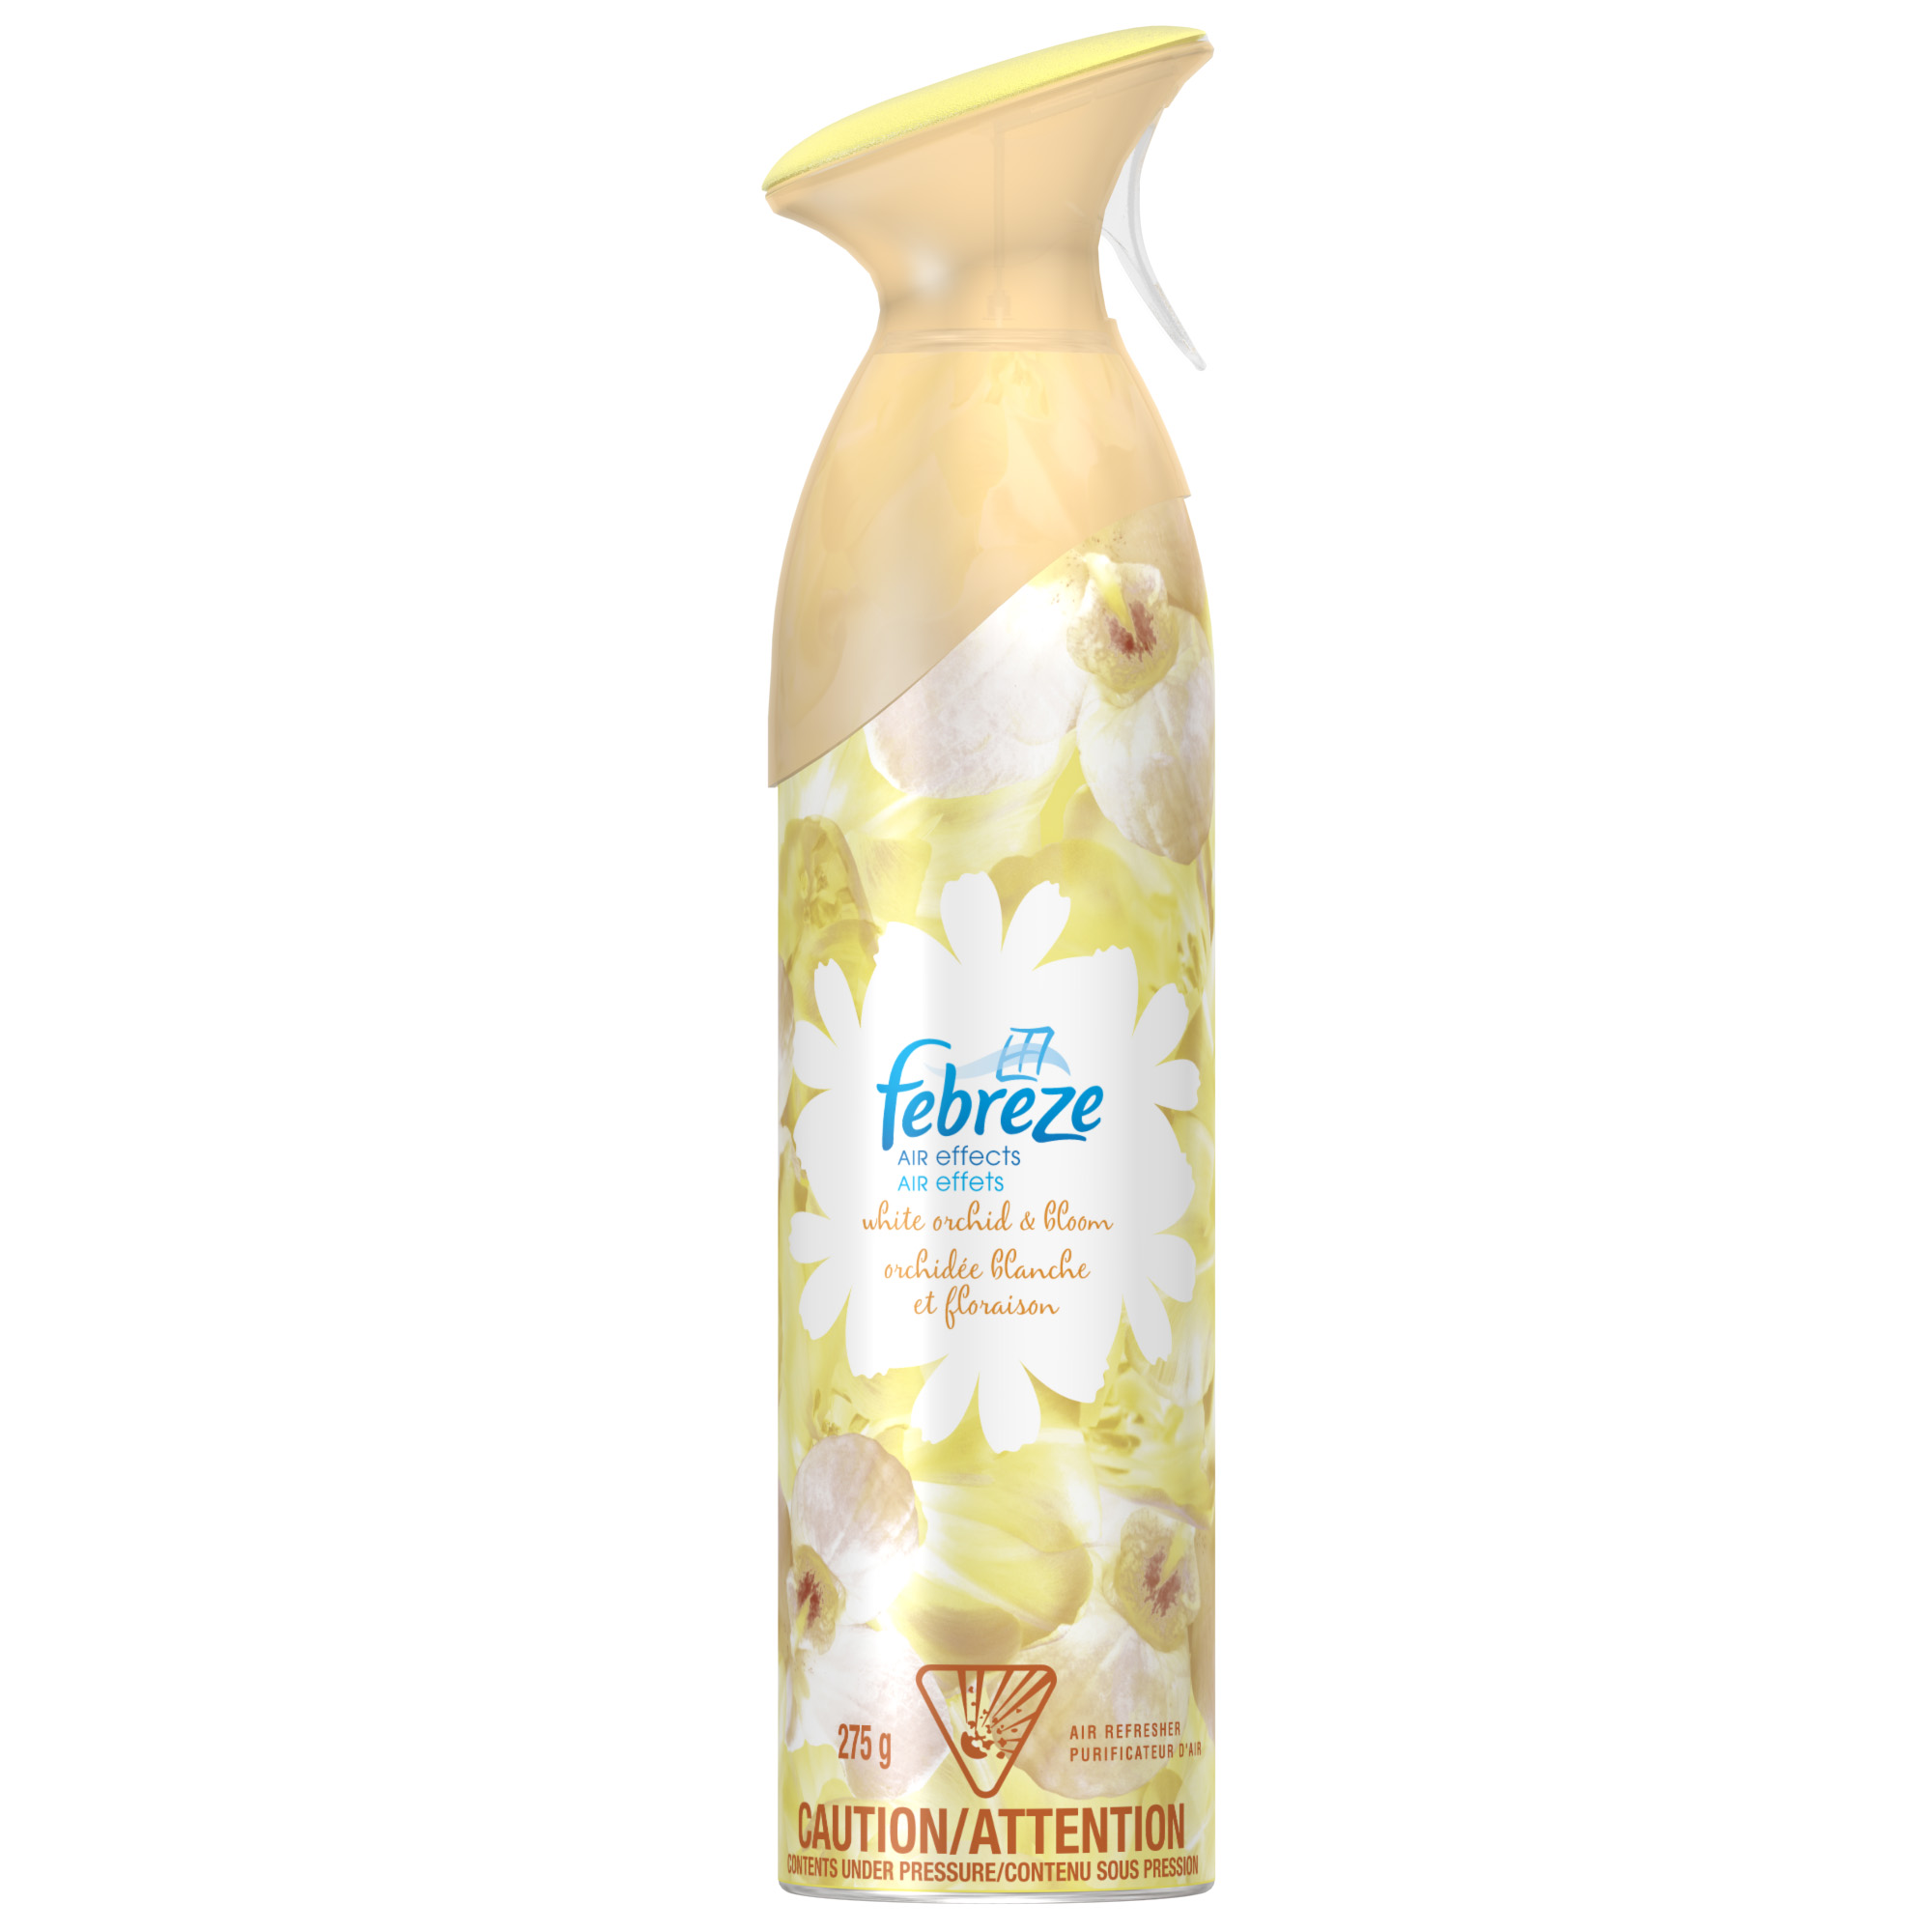 febreze
AIR effects
AIR effets
white orchid & bloom
orchidée blanche
et floraison
275 g
AIR REFRESHER
PURIFICATEUR D'AIR
CAUTION/ATTENTION
CONTENTS UNDER PRESSURE/CONTENU SOUS PRESSION